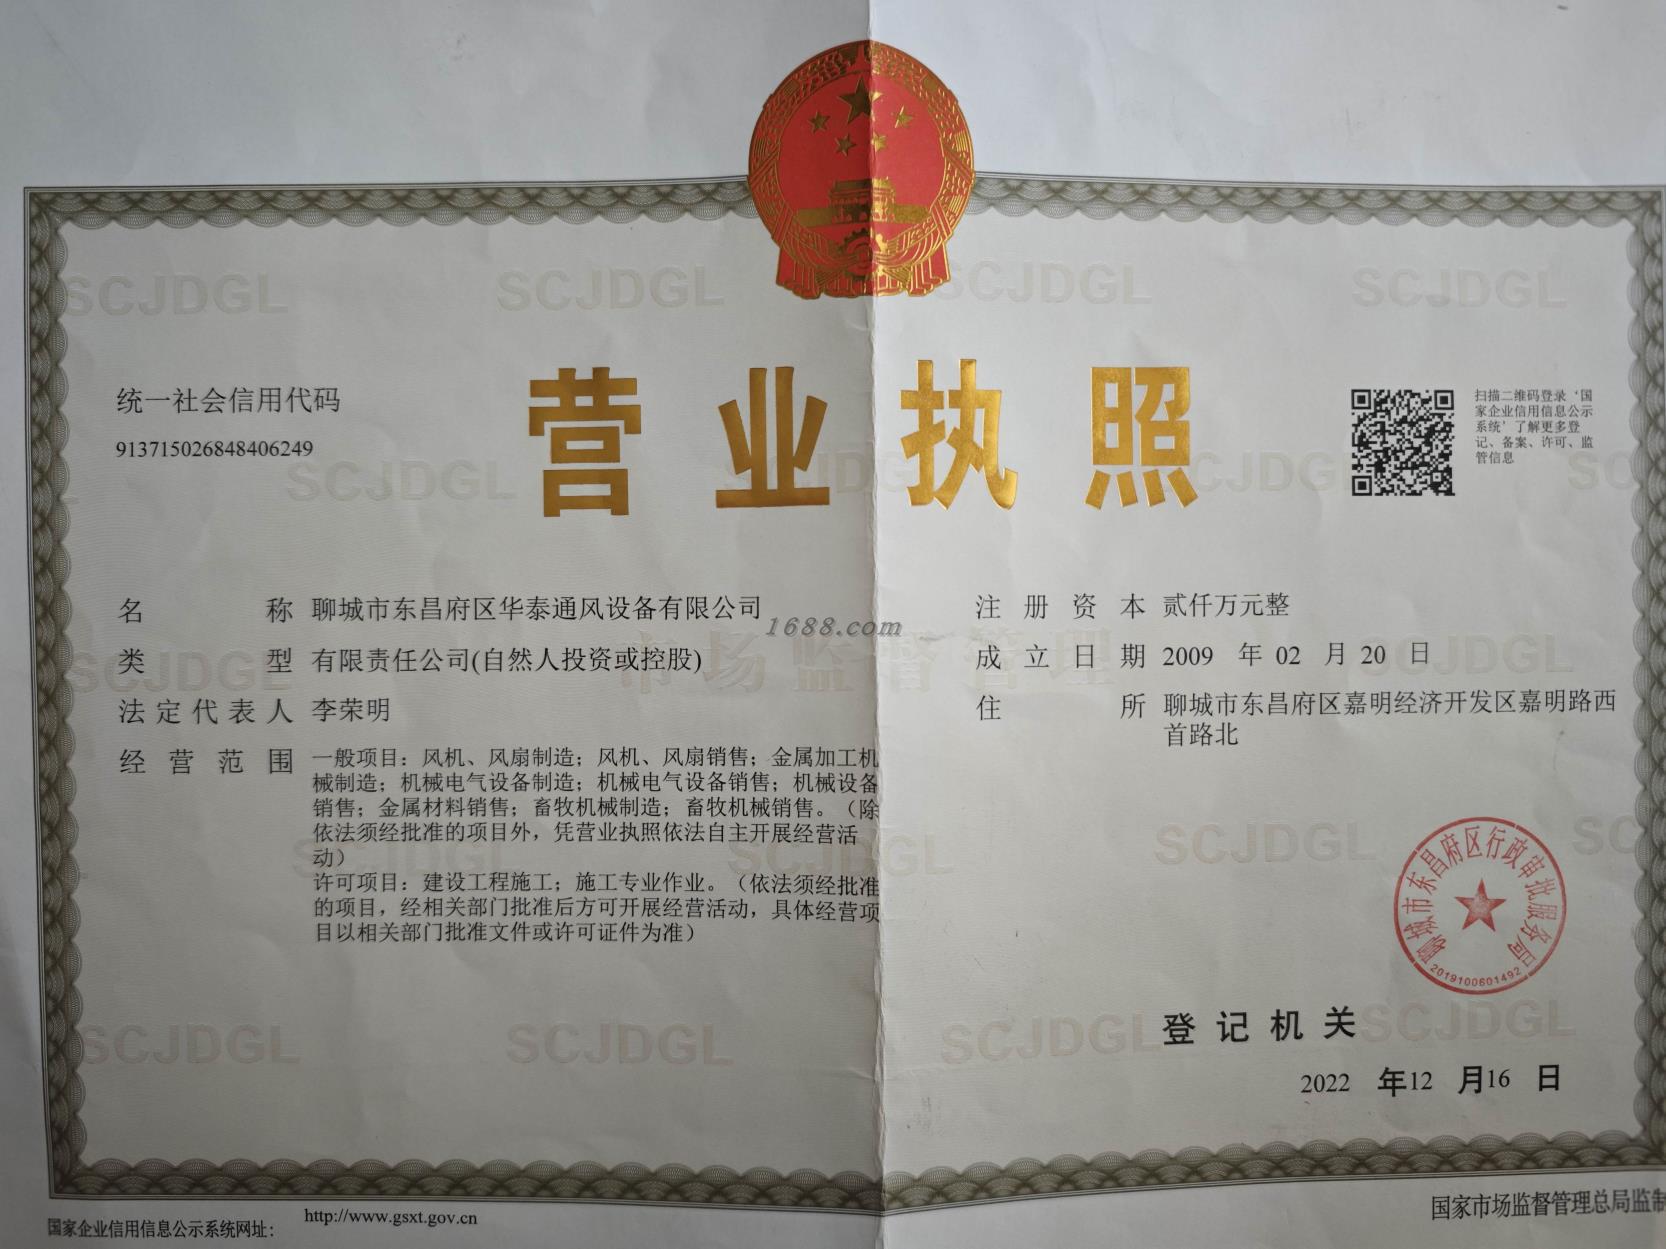 SCJDGL SCJDGL SCJDGL SCJDGL
统一社会信用代码
913715026848406249
营业执照
扫描二维码登录‘国
家企业信用信息公示
系统’了解更多登
记、备案、许可、监
管信息
名称 聊城市东昌府区华泰通风设备有限公司
类型 有限责任公司(自然人投资或控股)
法定代表人 李荣明
经营范围 一般项目：风机、风扇制造；风机、风扇销售；金属加工机
械制造；机械电气设备制造；机械电气设备销售；机械设备
销售；金属材料销售；畜牧机械制造；畜牧机械销售。（除
依法须经批准的项目外，凭营业执照依法自主开展经营活
动）
许可项目：建设工程施工；施工专业作业。（依法须经批准
的项目，经相关部门批准后方可开展经营活动，具体经营项
目以相关部门批准文件或许可证件为准）
1688.com
市场监督管理
注册资本 贰仟万元整
成立日期 2009 年 02 月 20 日
住所 聊城市东昌府区嘉明经济开发区嘉明路西
首路北
聊城市东昌府区行政审批服务局
2019100601492
登记机关
2022 年12 月16 日
国家企业信用信息公示系统网址：
http://www.gsxt.gov.cn
国家市场监督管理总局监制